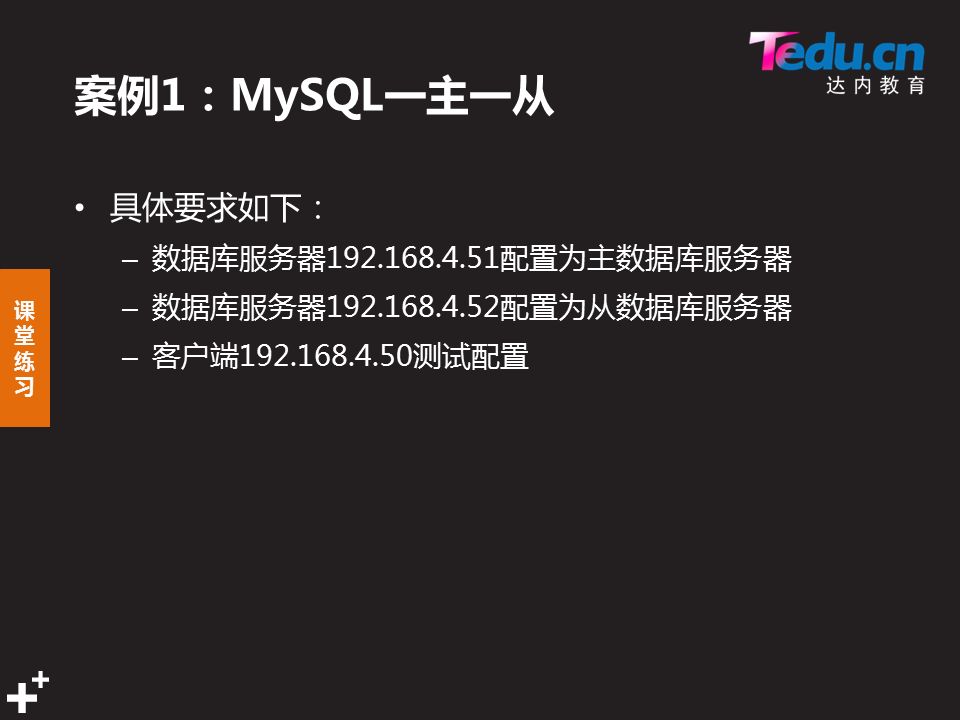 Tedu.cn
达内教育
案例1：MySQL一主一从
• 具体要求如下：
– 数据库服务器192.168.4.51配置为主数据库服务器
– 数据库服务器192.168.4.52配置为从数据库服务器
– 客户端192.168.4.50测试配置
课
堂
练
习